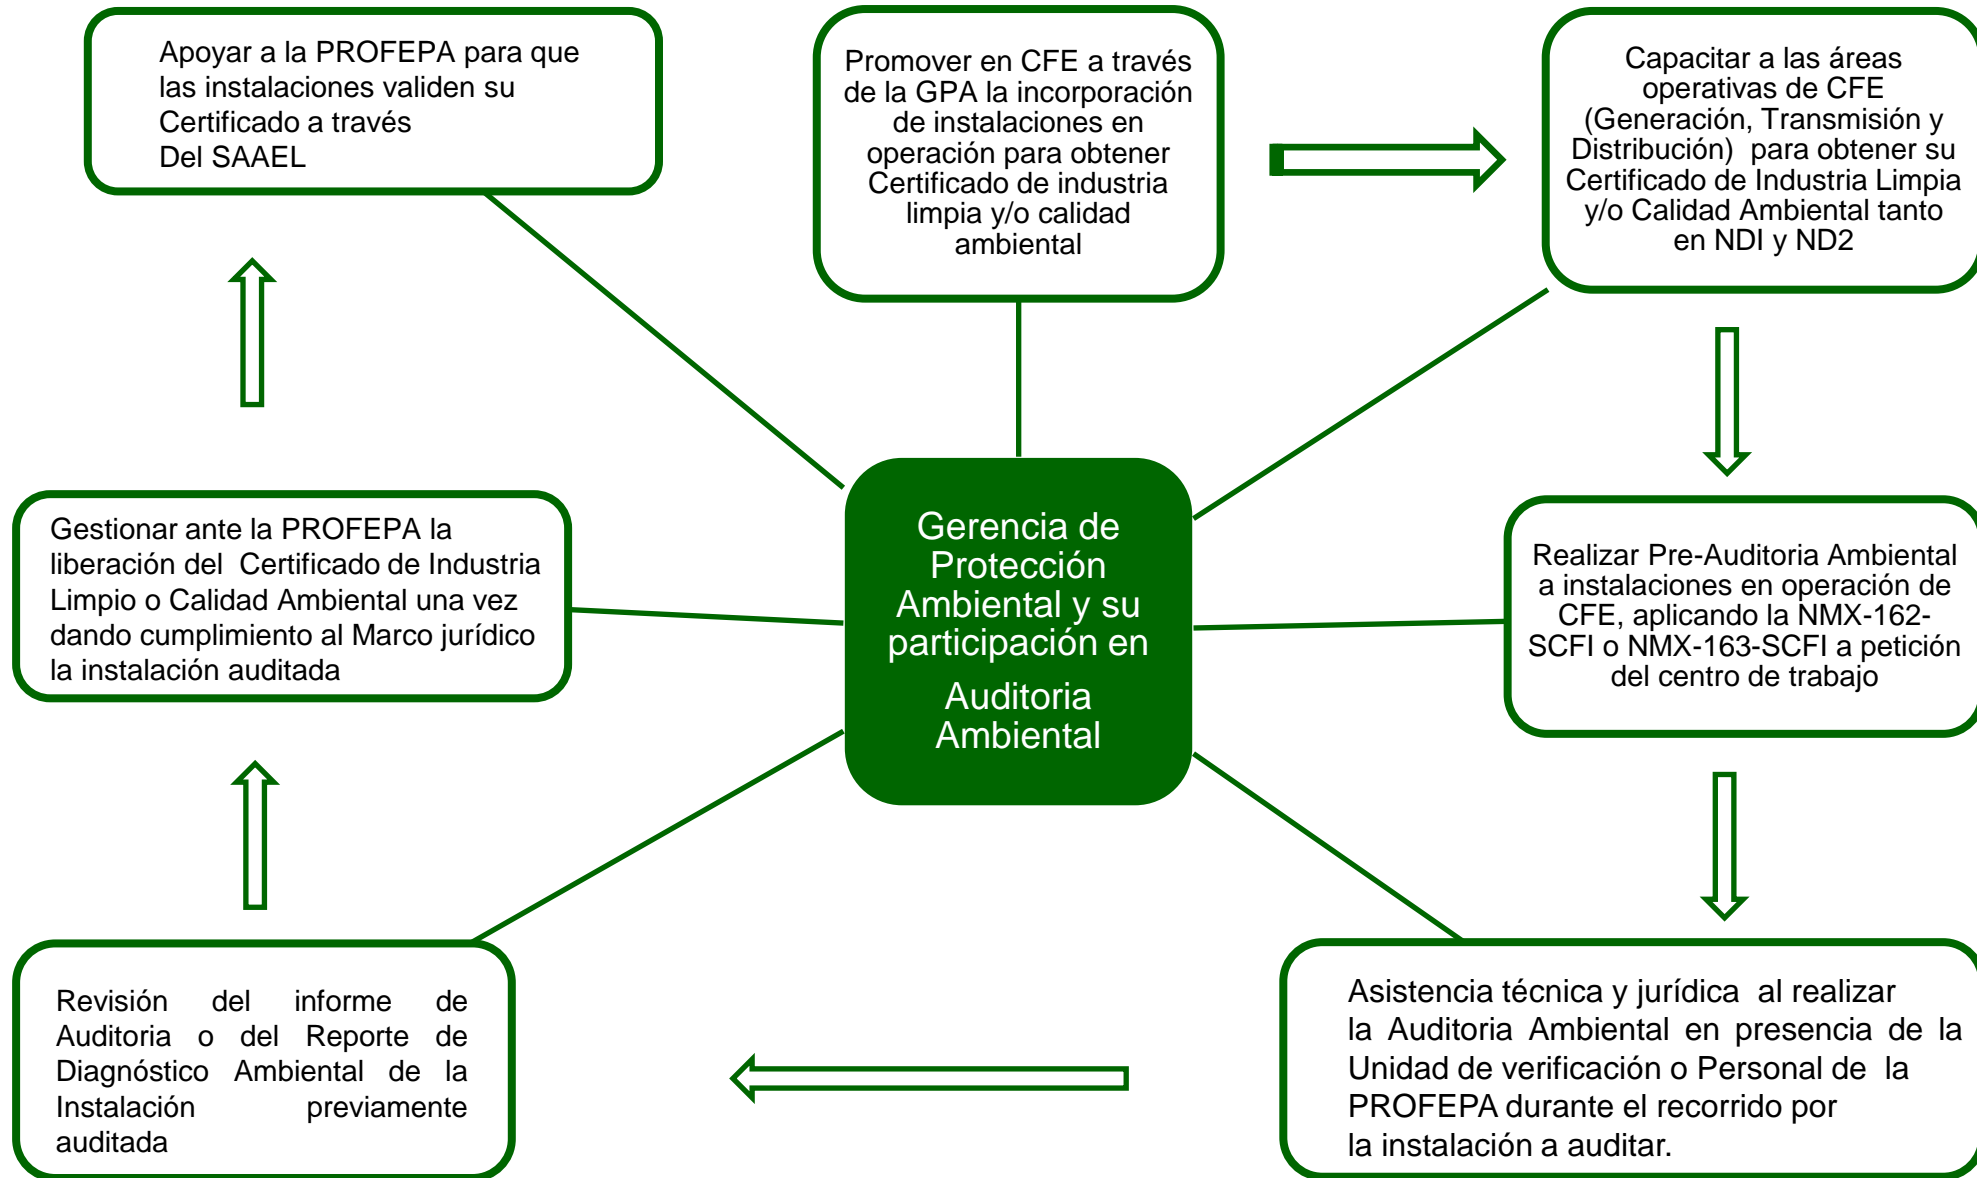 Apoyar a la PROFEPA para que
las instalaciones validen su
Certificado a través
Del SAAEL
Promover en CFE a través
de la GPA la incorporación
de instalaciones en
operación para obtener
Certificado de industria
limpia y/o calidad
ambiental
Capacitar a las áreas
operativas de CFE
(Generación, Transmisión y
Distribución) para obtener su
Certificado de Industria Limpia
y/o Calidad Ambiental tanto
en NDI y ND2
Gestionar ante la PROFEPA la
liberación del Certificado de Industria
Limpio o Calidad Ambiental una vez
dando cumplimiento al Marco jurídico
la instalación auditada
Gerencia de
Protección
Ambiental y su
participación en
Auditoria
Ambiental
Realizar Pre-Auditoria Ambiental
a instalaciones en operación de
CFE, aplicando la NMX-162-
SCFI o NMX-163-SCFI a petición
del centro de trabajo
Revisión del informe de
Auditoria o del Reporte de
Diagnóstico Ambiental de la
Instalación previamente
auditada
Asistencia técnica y jurídica al realizar
la Auditoria Ambiental en presencia de la
Unidad de verificación o Personal de la
PROFEPA durante el recorrido por
la instalación a auditar.